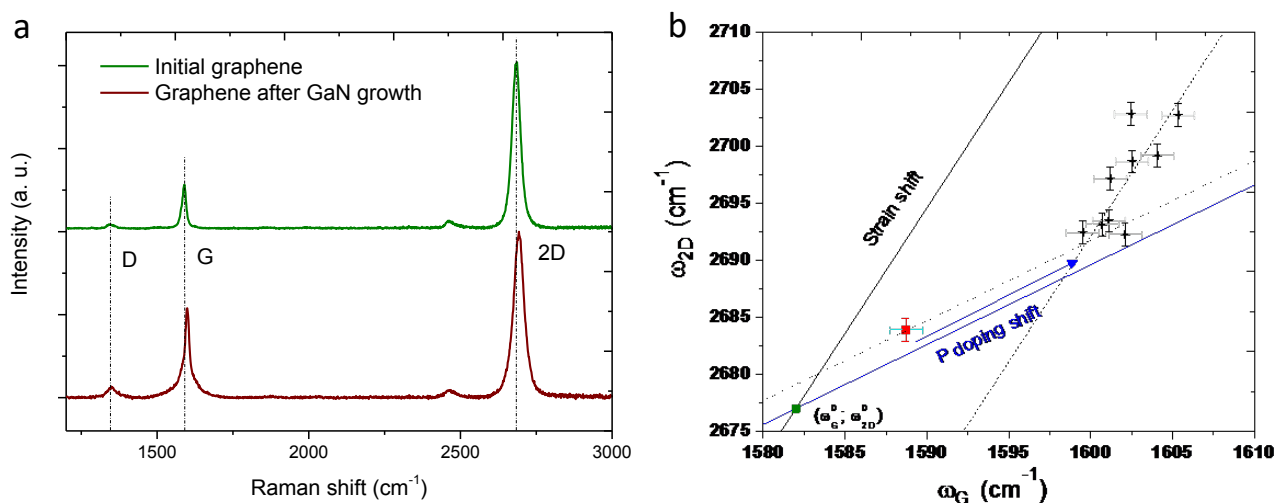 a
Initial graphene
Graphene after GaN growth
D
G
2D
Intensity (a. u.)
1500
2000
2500
3000
Raman shift (cm-1)
b
2710
2705
2700
2695
2690
2685
2680
2675
ω2D (cm-1)
Strain shift
P doping shift
(ωDG; ωD2D)
1580
1585
1590
1595
1600
1605
1610
ωG (cm-1)